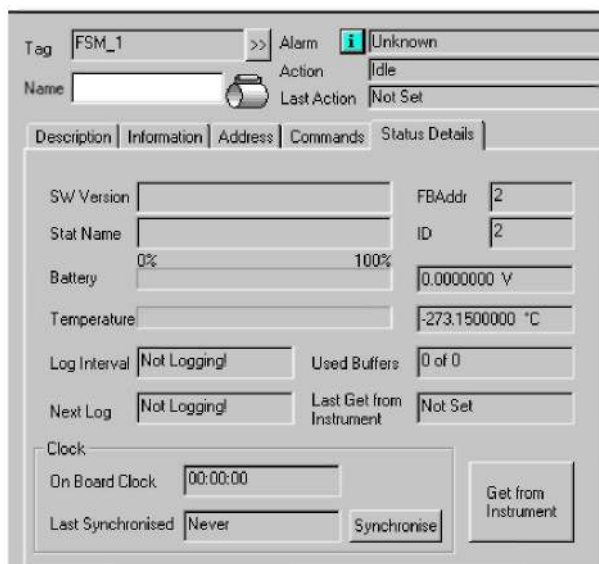 Tag FSM_1 >> Alarm i Unknown
Action Idle
Name Last Action Not Set
Description Information Address Commands Status Details
SW Version FBAddr 2
Stat Name ID 2
0% 100%
Battery 0.0000000 V
Temperature -273.1500000 °C
Log Interval Not Logging! Used Buffers 0 of 0
Next Log Not Logging! Last Get from Instrument Not Set
Clock
On Board Clock 00:00:00
Last Synchronised Never Synchronise
Get from
Instrument